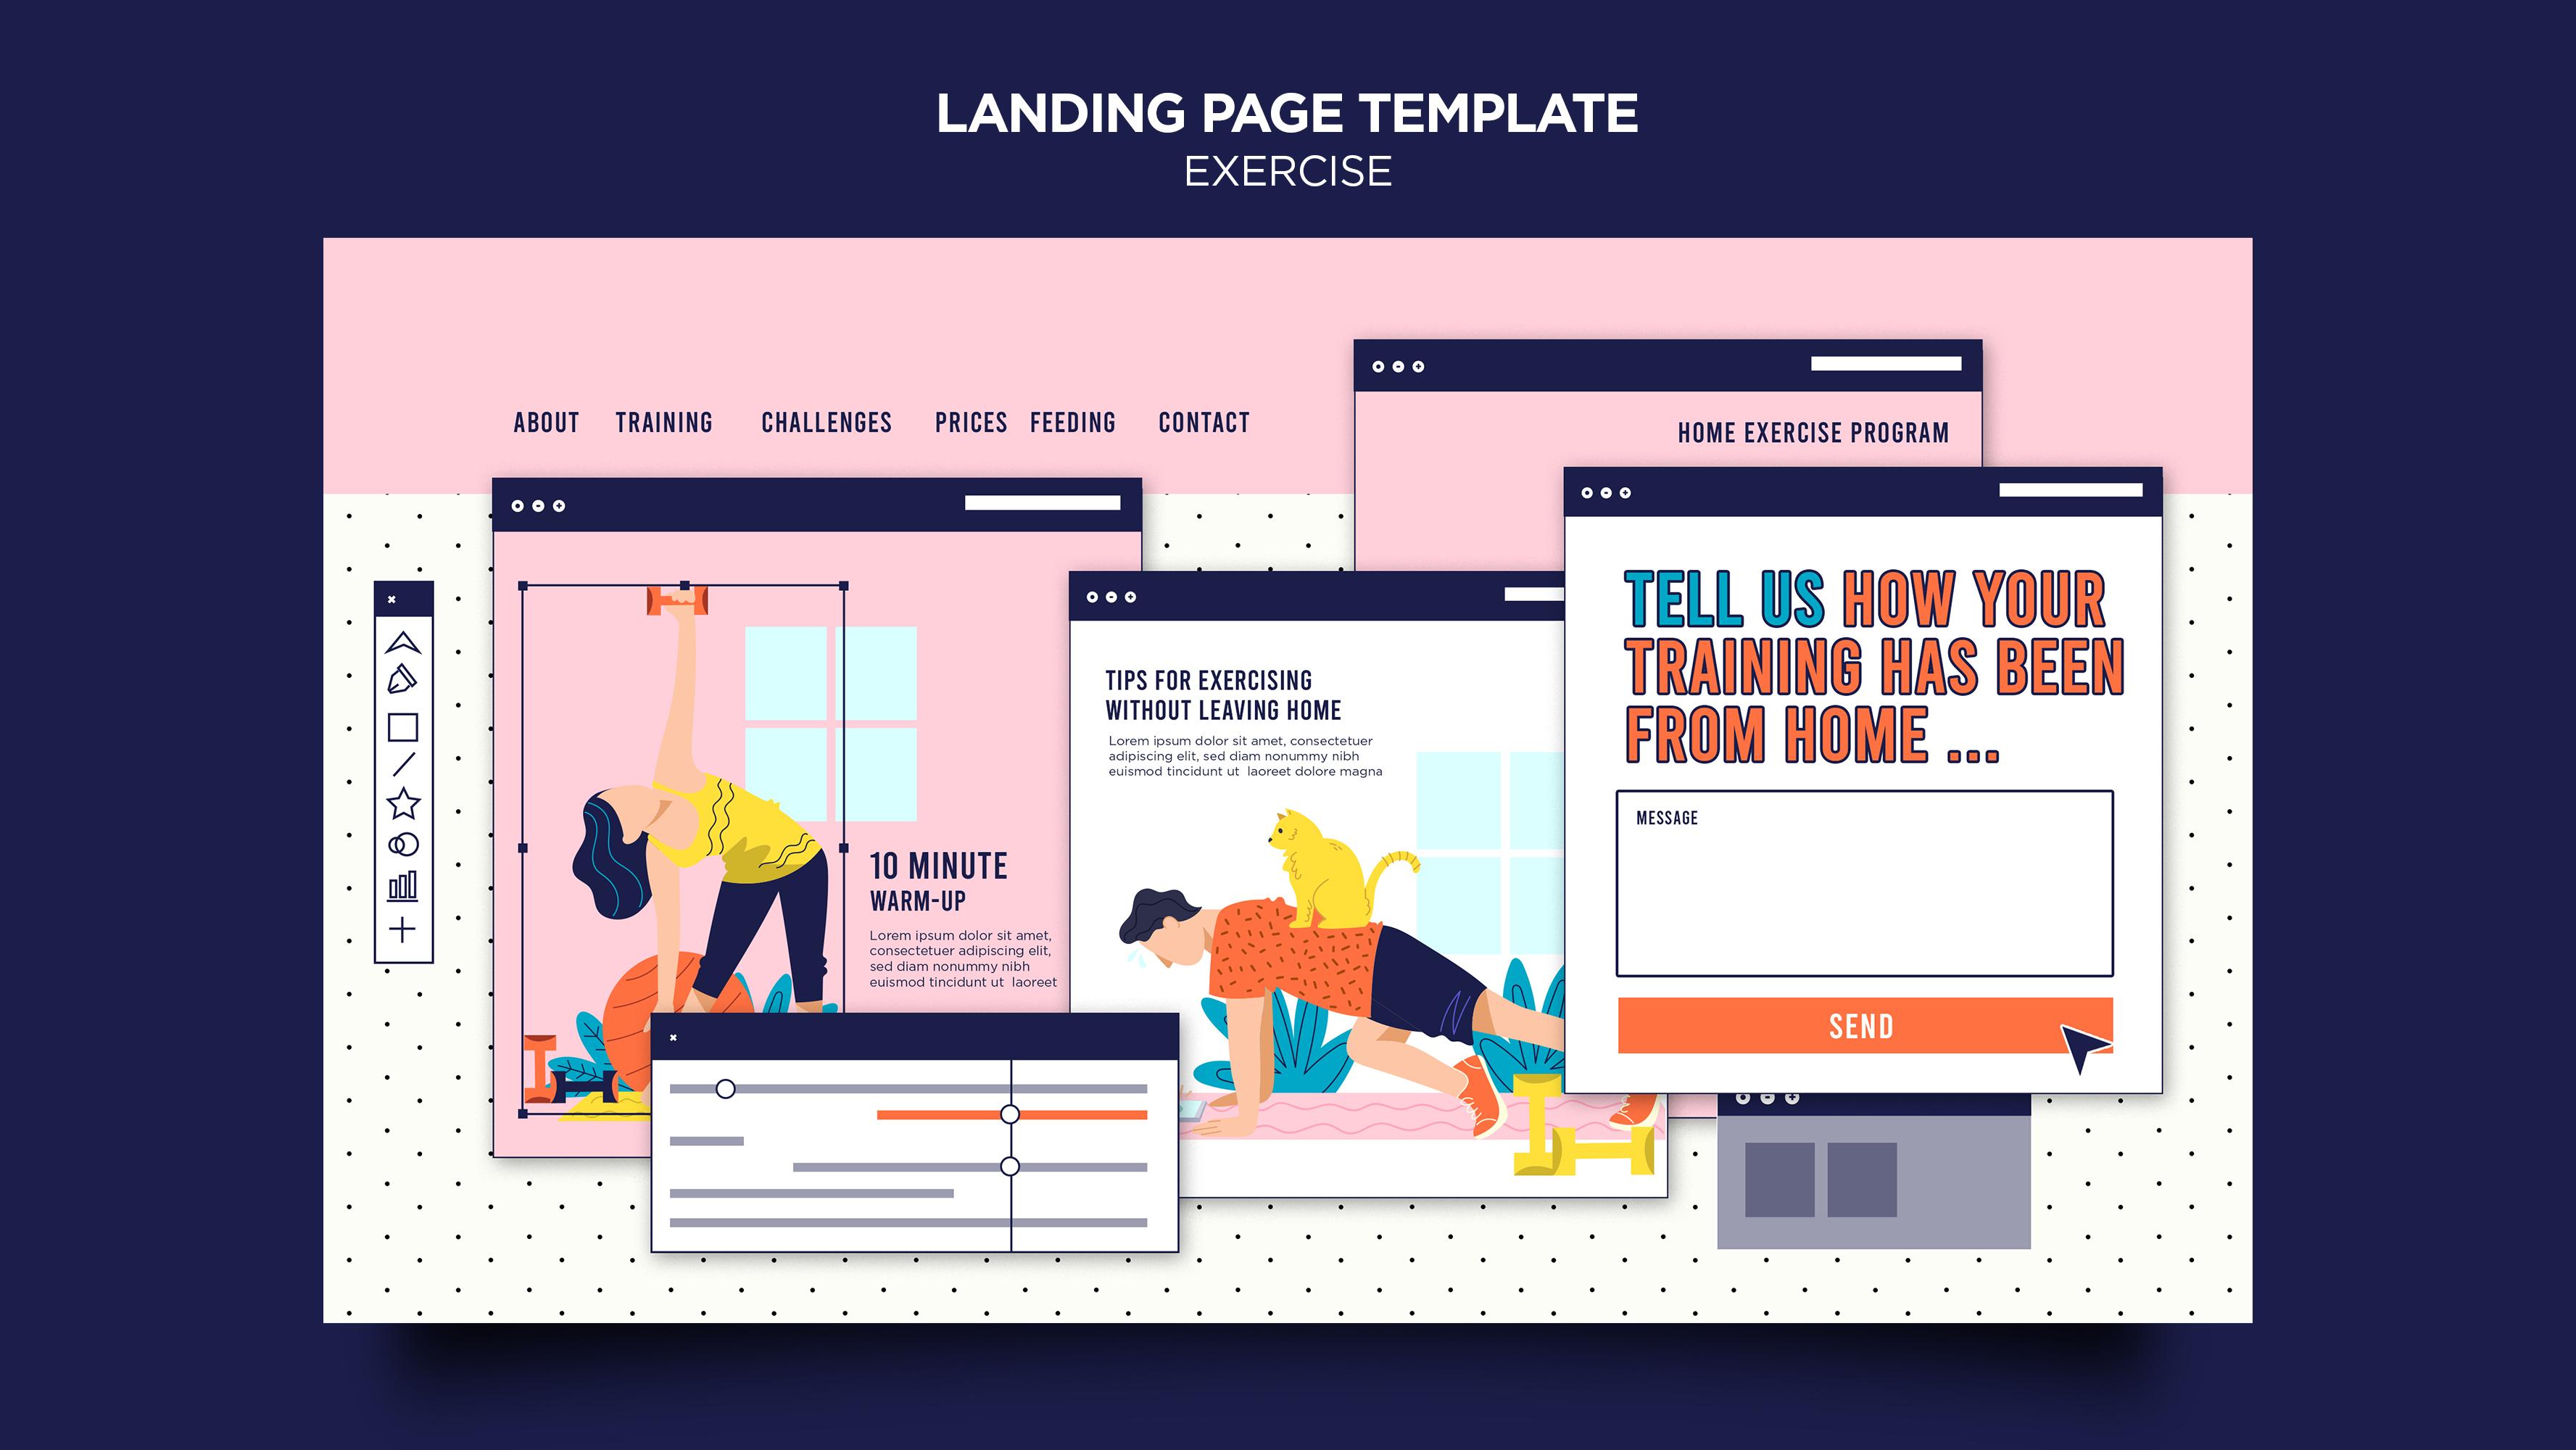 LANDING PAGE TEMPLATE
EXERCISE
ABOUT TRAINING CHALLENGES PRICES FEEDING CONTACT
HOME EXERCISE PROGRAM
10 MINUTE
WARM-UP
Lorem ipsum dolor sit amet,
consectetuer adipiscing elit,
sed diam nonummy nibh
euismod tincidunt ut laoreet
TIPS FOR EXERCISING
WITHOUT LEAVING HOME
Lorem ipsum dolor sit amet, consectetuer
adipiscing elit, sed diam nonummy nibh
euismod tincidunt ut laoreet dolore magna
TELL US HOW YOUR
TRAINING HAS BEEN
FROM HOME ...
MESSAGE
SEND